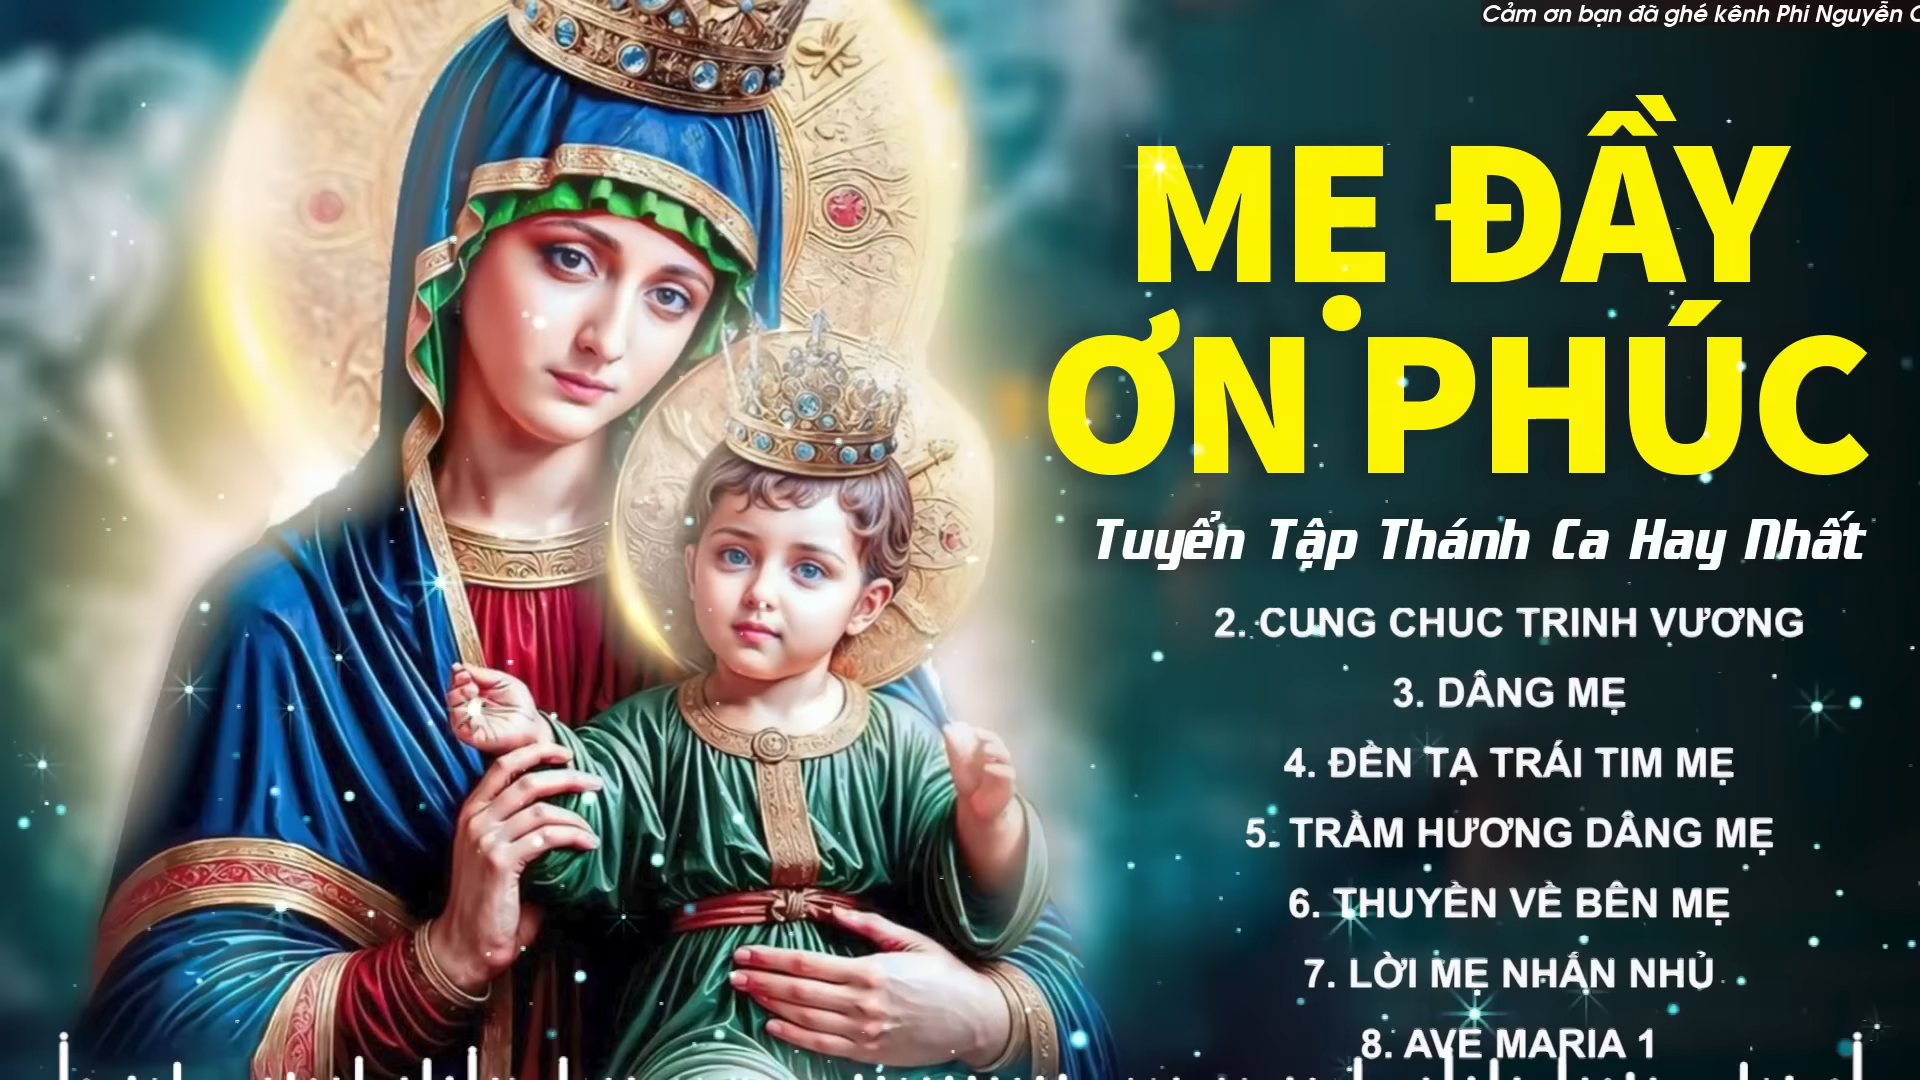 Cảm ơn bạn đã ghé kênh Phi Nguyễn
MẸ ĐẦY
ƠN PHÚC
Tuyển Tập Thánh Ca Hay Nhất
2. CUNG CHUC TRINH VƯƠNG
3. DÂNG MẸ
4. ĐỀN TẠ TRÁI TIM MẸ
5. TRẦM HƯƠNG DÂNG MẸ
6. THUYỀN VỀ BÊN MẸ
7. LỜI MẸ NHẮN NHỦ
8. AVE MARIA 1